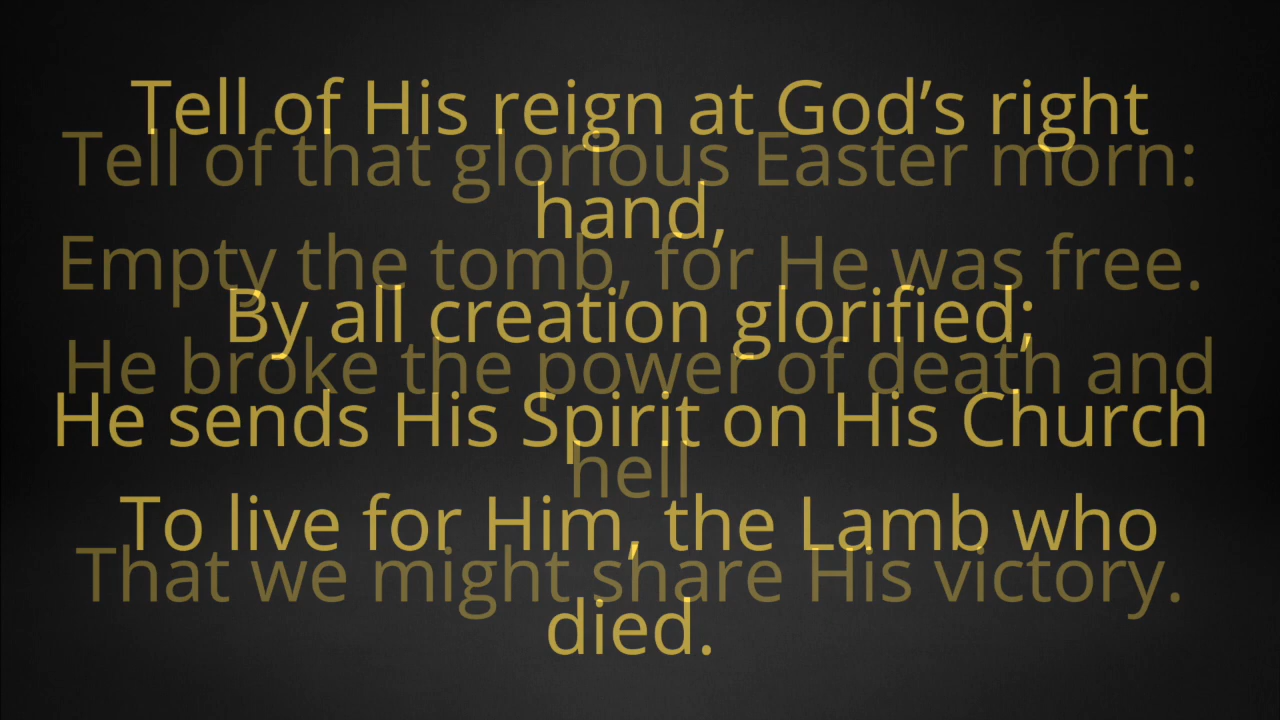 Tell of His reign at God’s right
Tell of that glorious Easter morn:
hand,
Empty the tomb, for He was free.
By all creation glorified;
He broke the power of death and
He sends His Spirit on His Church
hell
To live for Him, the Lamb who
That we might share His victory.
died.